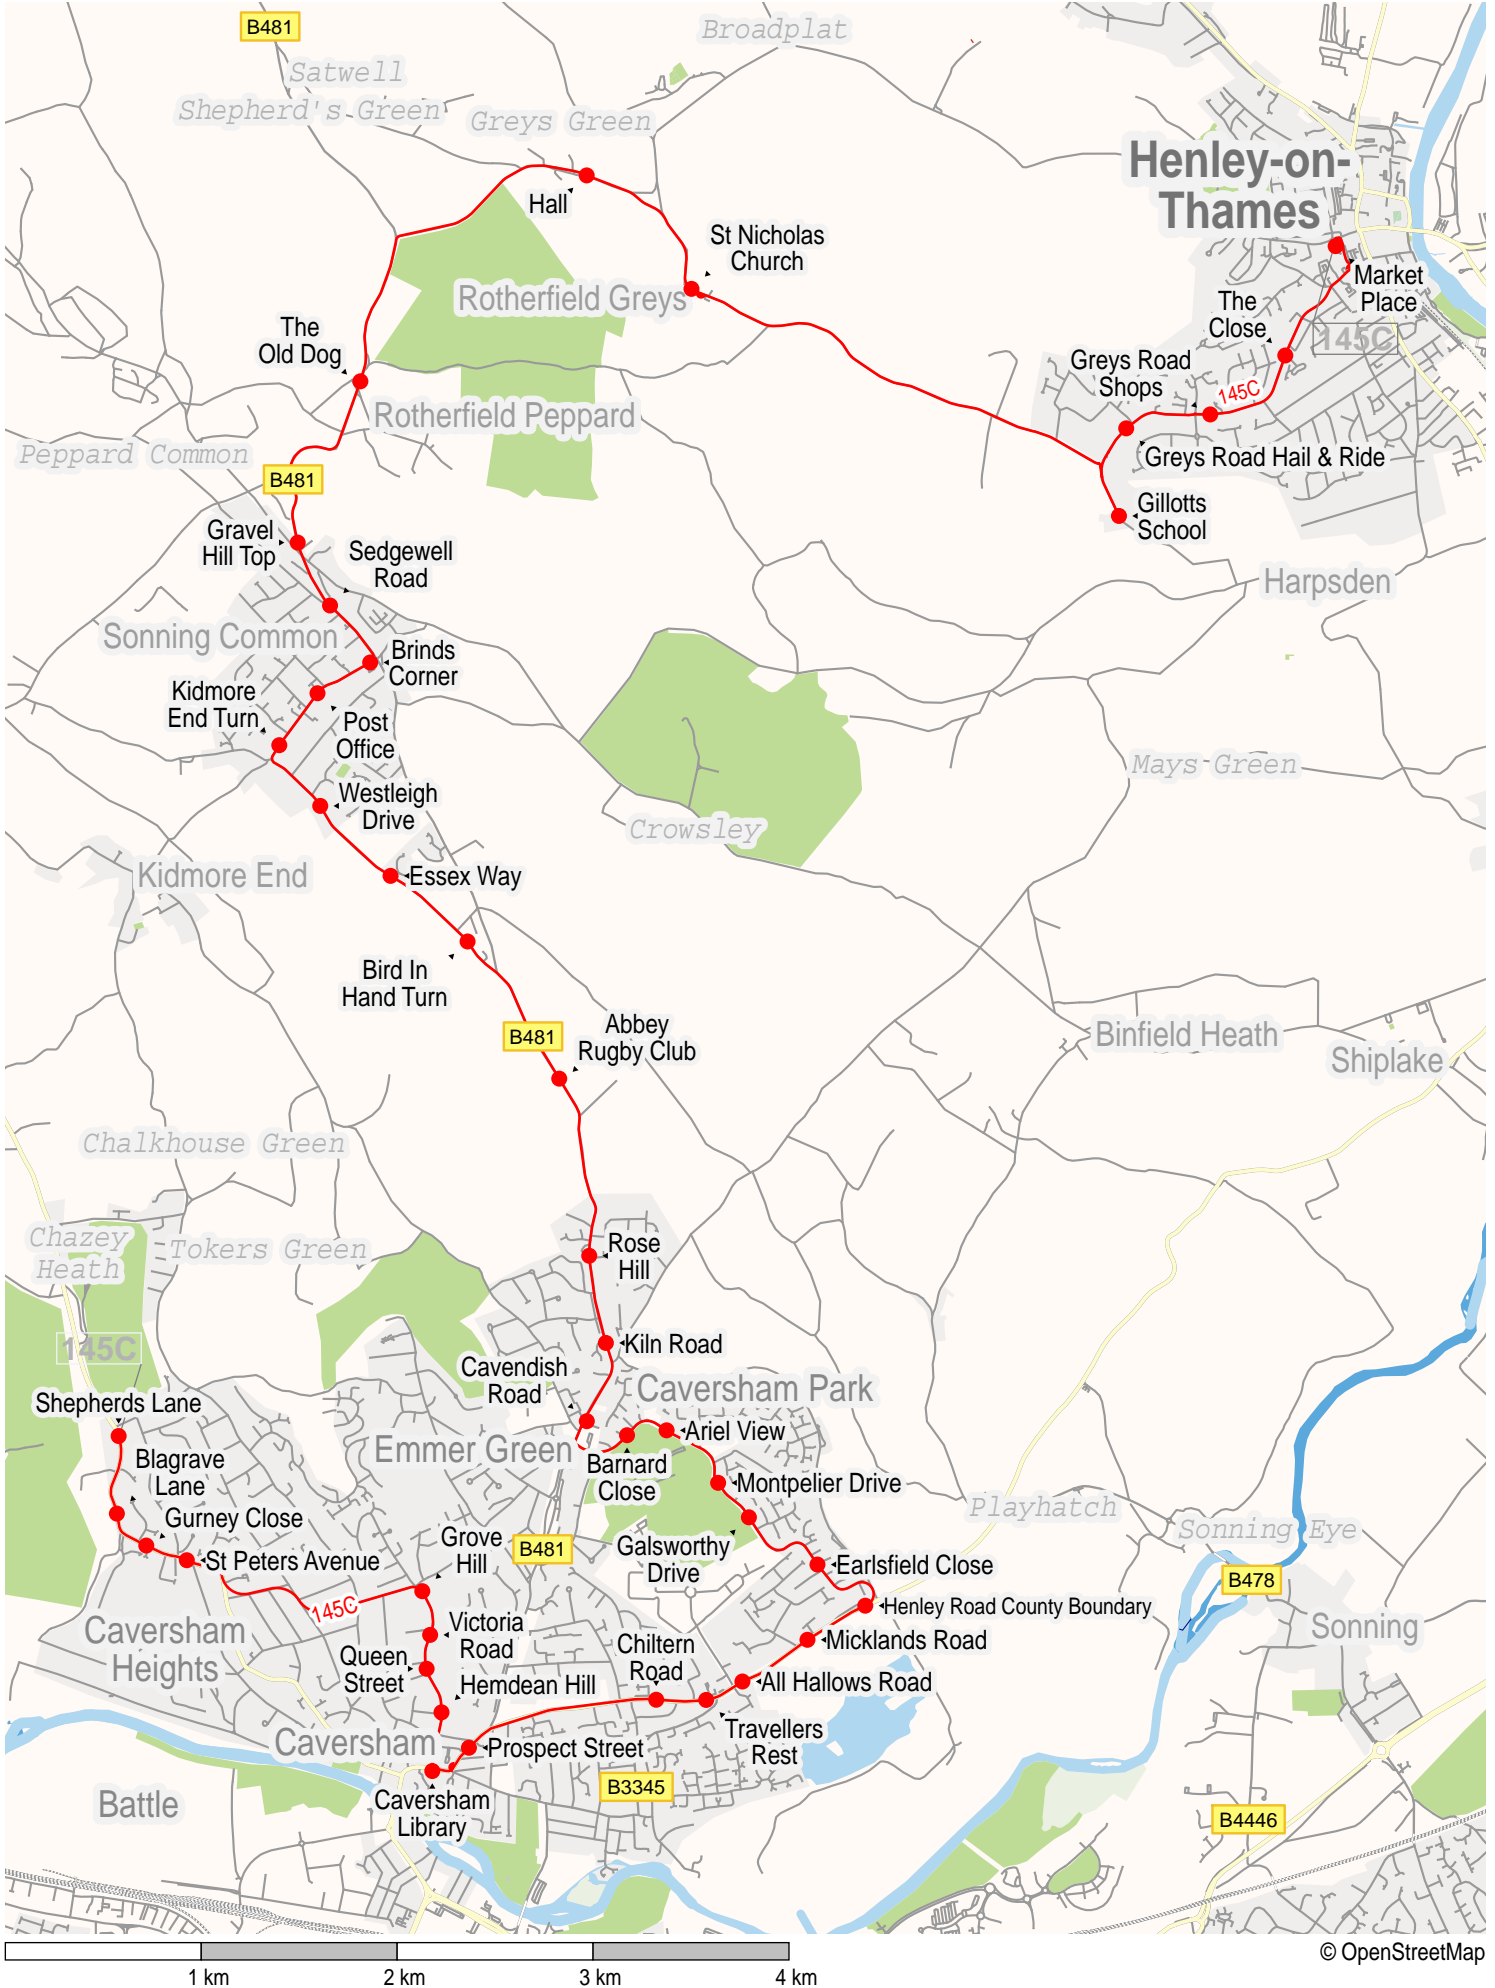 B481
Broadplat
Satwell
Shepherd's Green
Greys Green
Henley-on-
Thames
Hall
St Nicholas
Church
Rotherfield Greys
Market
Place
The
Close
145C
The
Old Dog
Greys Road
Shops
145C
Rotherfield Peppard
Peppard Common
Greys Road Hail & Ride
B481
Gillotts
School
Gravel
Hill Top
Sedgewell
Road
Harpsden
Sonning Common
Brinds
Corner
Kidmore
End Turn
Post
Office
Mays Green
Westleigh
Drive
Crowsley
Kidmore End
Essex Way
Bird In
Hand Turn
B481
Abbey
Rugby Club
Binfield Heath
Shiplake
Chalkhouse Green
Chazey
Heath
Tokers Green
Rose
Hill
145C
Kiln Road
Cavendish
Road
Caversham Park
Shepherds Lane
Ariel View
Emmer Green
Blagrave
Lane
Barnard
Close
Montpelier Drive
Gurney Close
Playhatch
Sonning Eye
Grove
Hill
B481
St Peters Avenue
Galsworthy
Drive
Earlsfield Close
B478
145C
Henley Road County Boundary
Caversham
Heights
Victoria
Road
Chiltern
Road
Micklands Road
Sonning
Queen
Street
Hemdean Hill
All Hallows Road
Caversham
Prospect Street
Travellers
Rest
Battle
Caversham
Library
B3345
B4446
© OpenStreetMap
1 km
2 km
3 km
4 km